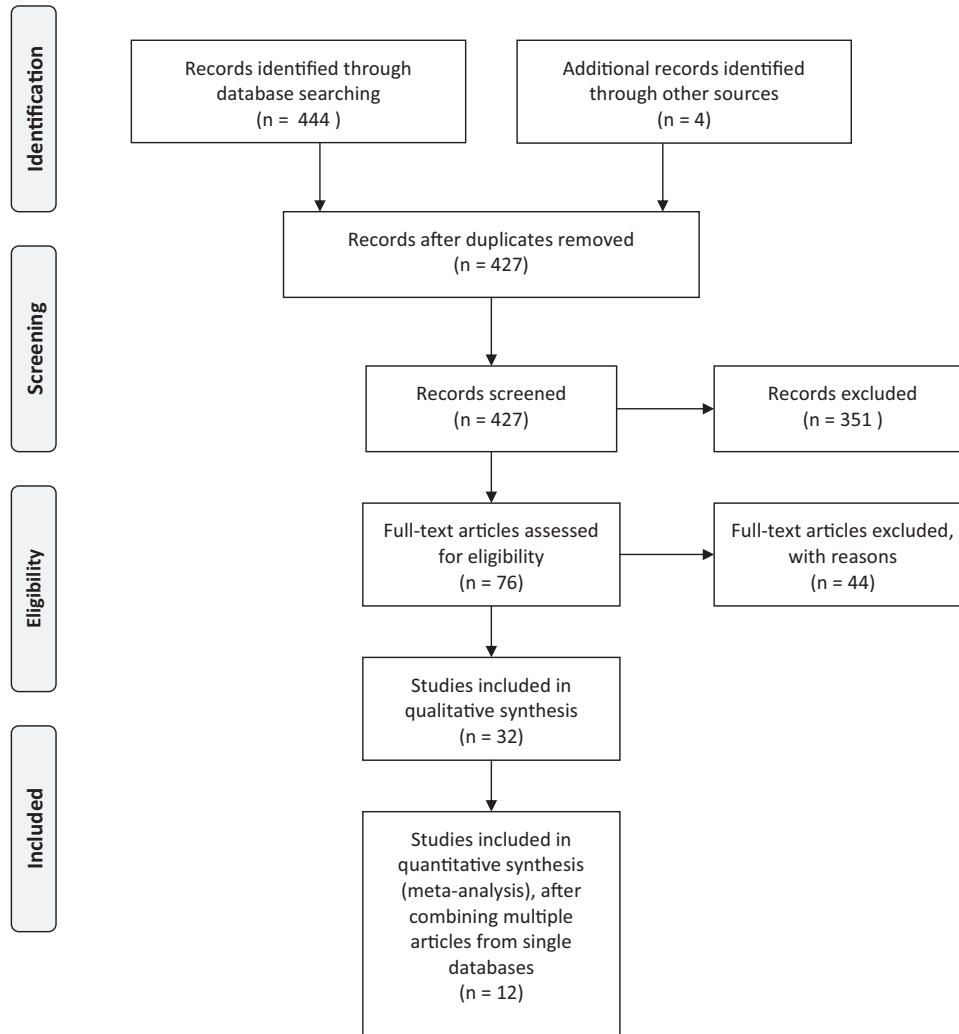 Identification
Records identified through
database searching
(n = 444 )
Additional records identified
through other sources
(n = 4)
Screening
Records after duplicates removed
(n = 427)
Records screened
(n = 427)
Records excluded
(n = 351 )
Eligibility
Full-text articles assessed
for eligibility
(n = 76)
Full-text articles excluded,
with reasons
(n = 44)
Studies included in
qualitative synthesis
(n = 32)
Included
Studies included in
quantitative synthesis
(meta-analysis), after
combining multiple
articles from single
databases
(n = 12)